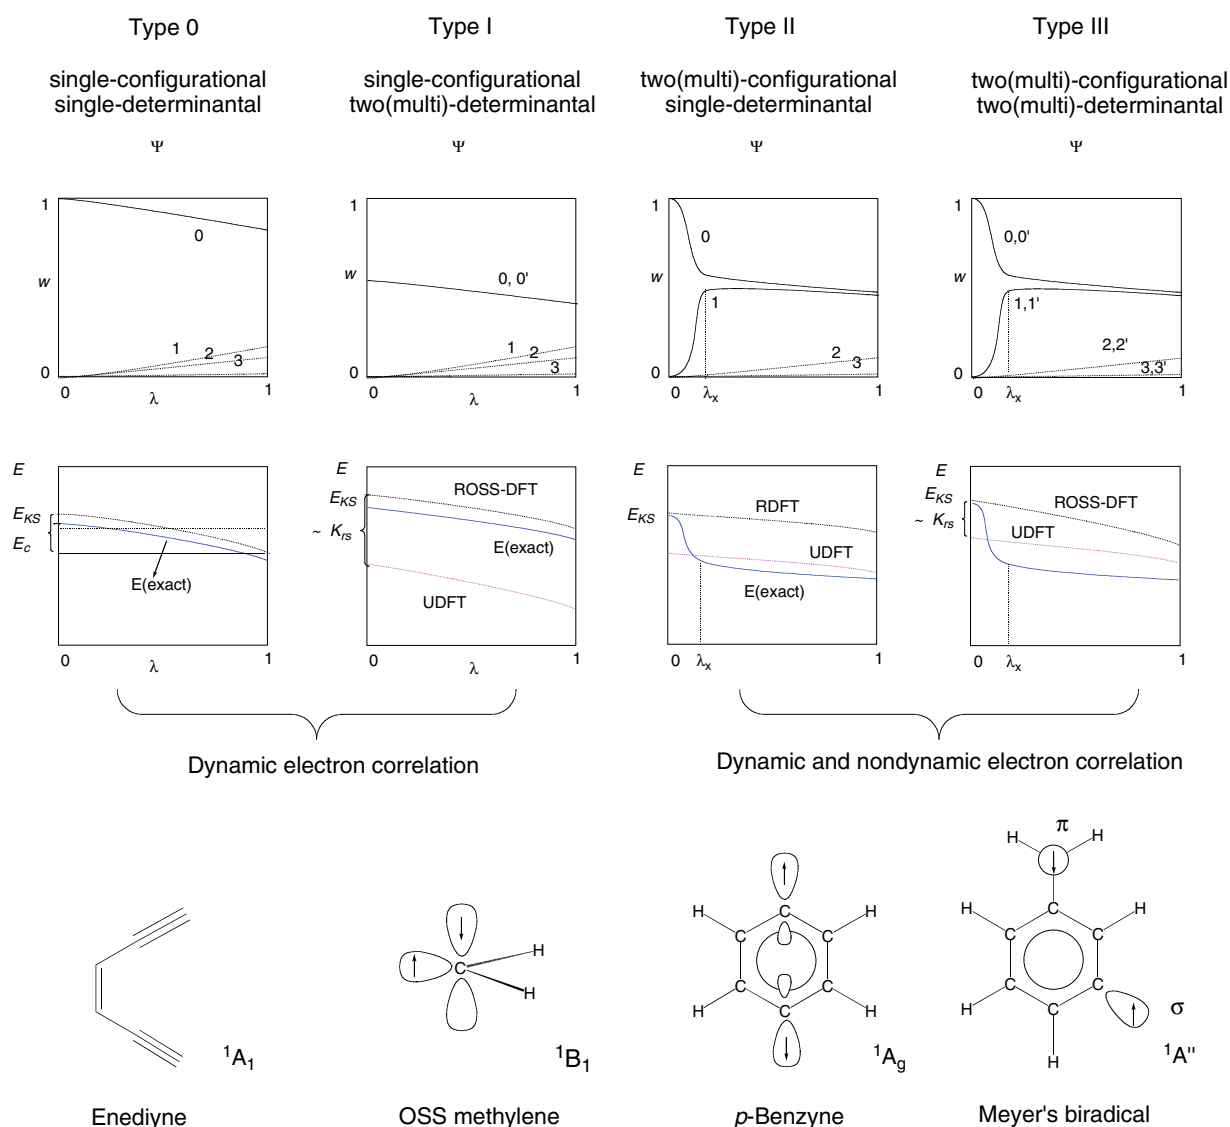 Type 0
Type I
Type II
Type III
single-configurational
single-determinantal
single-configurational
two(multi)-determinantal
two(multi)-configurational
single-determinantal
two(multi)-configurational
two(multi)-determinantal
Ψ
Ψ
Ψ
Ψ
1
w
0
0
1
2
3
0
λ
1
1
w
0
0, 0'
1
2
3
0
λ
1
1
w
0
0
1
2
3
0
λx
1
1
w
0
0,0'
1,1'
2,2'
3,3'
0
λx
1
E
EKS
Ec
E(exact)
0
λ
1
E
EKS
~ Krs
ROSS-DFT
E(exact)
UDFT
0
λ
1
E
EKS
RDFT
UDFT
E(exact)
0
λx
1
E
EKS
~ Krs
ROSS-DFT
UDFT
0
λx
1
Dynamic electron correlation
Dynamic and nondynamic electron correlation
1A1
C
H
H
1B1
C
H
H
C
C
C
C
H
H
C
1Ag
π
H
H
C
H
H
C
C
C
C
H
C
σ
H
1A"
Enediyne
OSS methylene
p-Benzyne
Meyer's biradical